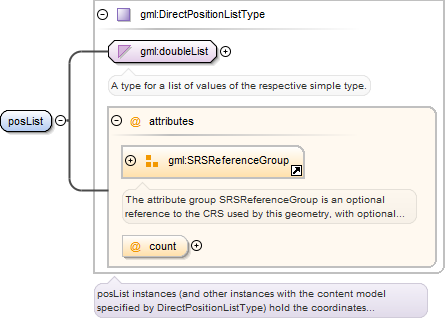 gml:DirectPositionListType
gml:doubleList
A type for a list of values of the respective simple type.
posList
@ attributes
gml:SRSReferenceGroup
The attribute group SRSReferenceGroup is an optional
reference to the CRS used by this geometry, with optional...
@ count
posList instances (and other instances with the content model
specified by DirectPositionListType) hold the coordinates...